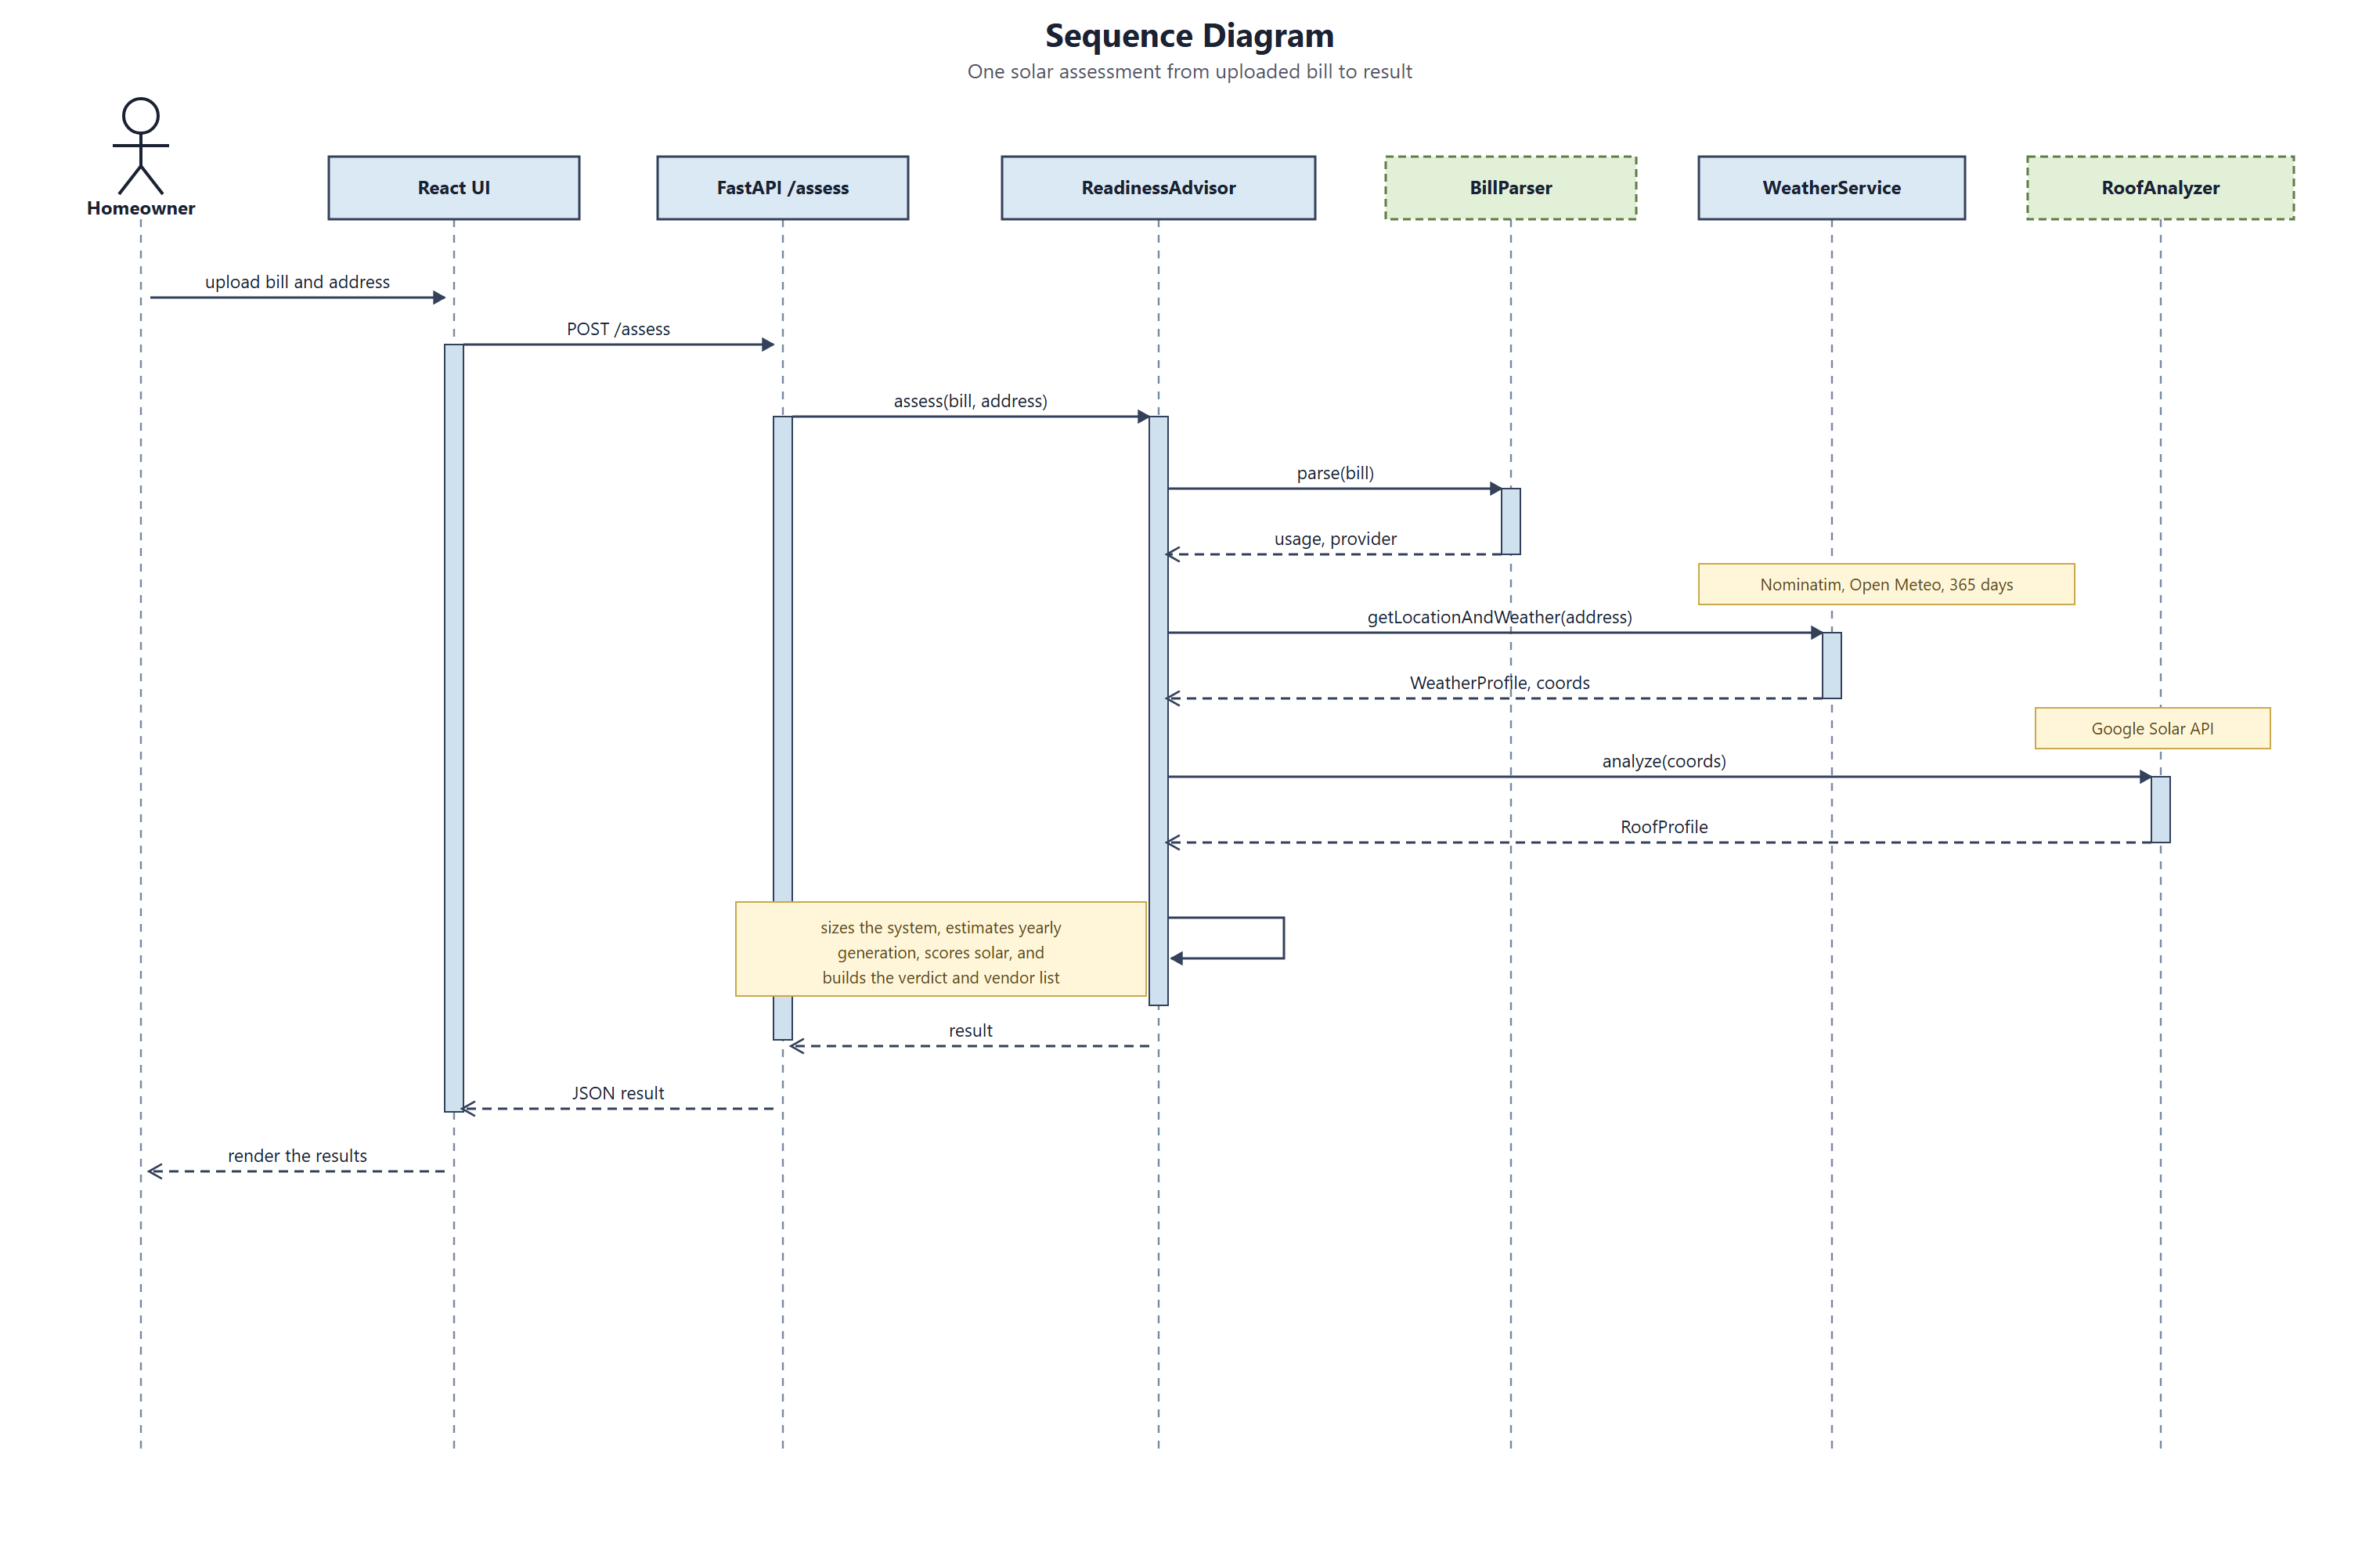 Sequence Diagram
One solar assessment from uploaded bill to result
Homeowner
React UI
FastAPI /assess
ReadinessAdvisor
BillParser
WeatherService
RoofAnalyzer
upload bill and address
POST /assess
assess(bill, address)
parse(bill)
usage, provider
Nominatim, Open Meteo, 365 days
getLocationAndWeather(address)
WeatherProfile, coords
Google Solar API
analyze(coords)
RoofProfile
sizes the system, estimates yearly
generation, scores solar, and
builds the verdict and vendor list
result
JSON result
render the results